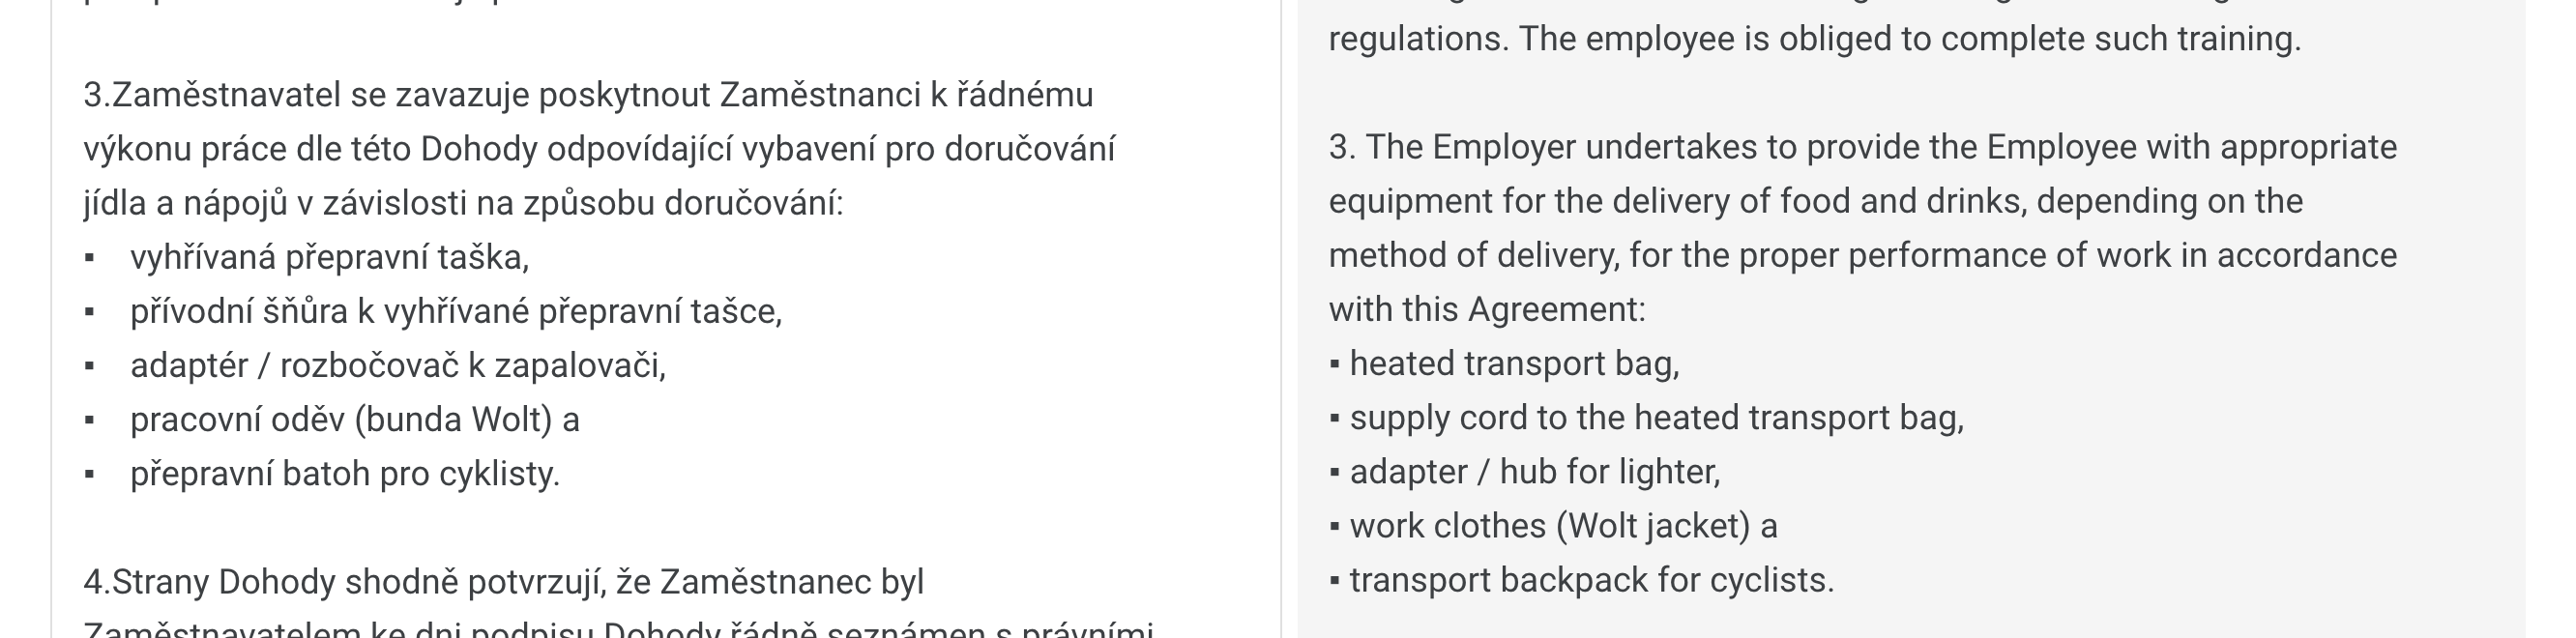 3.Zaměstnavatel se zavazuje poskytnout Zaměstnanci k řádnému
výkonu práce dle této Dohody odpovídající vybavení pro doručování
jídla a nápojů v závislosti na způsobu doručování:
▪ vyhřívaná přepravní taška,
▪ přívodní šňůra k vyhřívané přepravní tašce,
▪ adaptér / rozbočovač k zapalovači,
▪ pracovní oděv (bunda Wolt) a
▪ přepravní batoh pro cyklisty.
4.Strany Dohody shodně potvrzují, že Zaměstnanec byl
Zaměstnavatelem ke dni podpisu Dohody řádně seznámen s právními
regulations. The employee is obliged to complete such training.
3. The Employer undertakes to provide the Employee with appropriate
equipment for the delivery of food and drinks, depending on the
method of delivery, for the proper performance of work in accordance
with this Agreement:
▪ heated transport bag,
▪ supply cord to the heated transport bag,
▪ adapter / hub for lighter,
▪ work clothes (Wolt jacket) a
▪ transport backpack for cyclists.